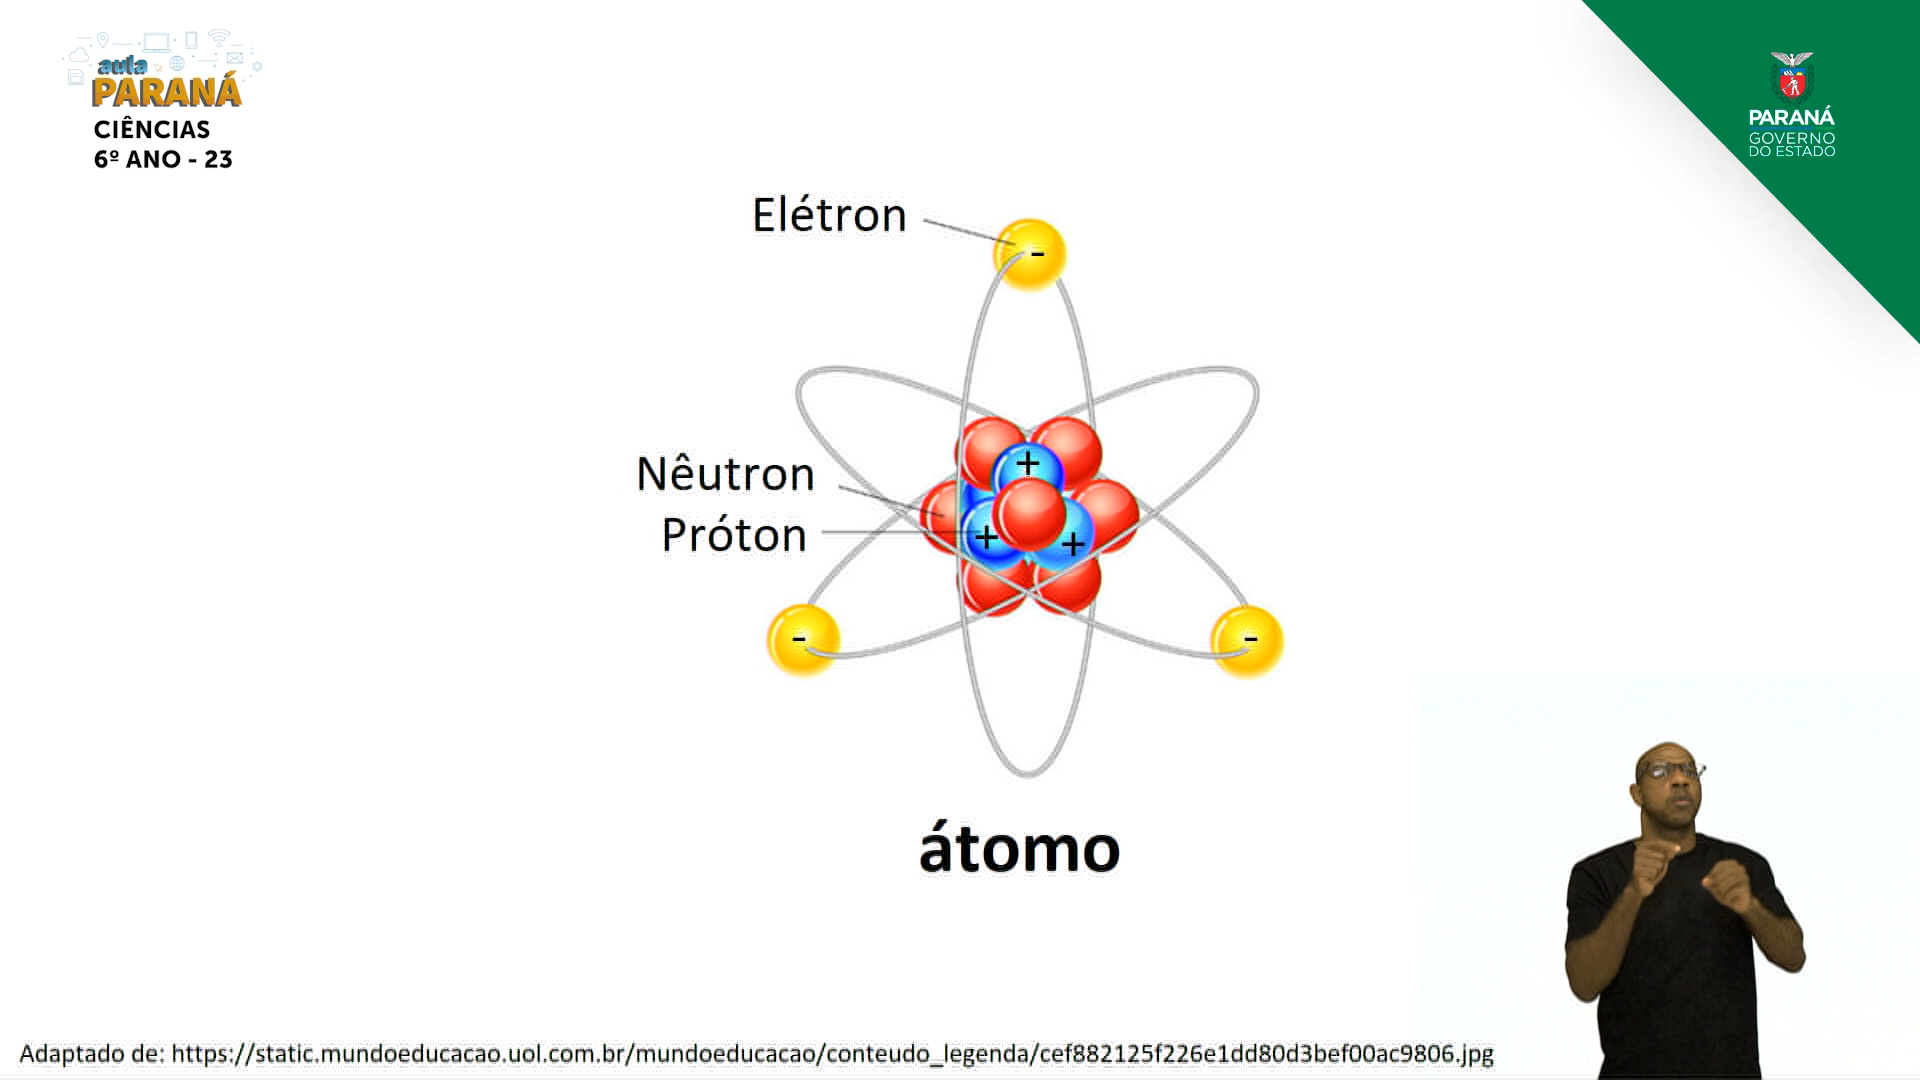 aula
PARANÁ
CIÊNCIAS
6º ANO - 23
PARANÁ
GOVERNO
DO ESTADO
Elétron
-
Nêutron
+
Próton
+
+
-
-
átomo
Adaptado de: https://static.mundoeducacao.uol.com.br/mundoeducacao/conteudo_legenda/cef882125f226e1dd80d3bef00ac9806.jpg